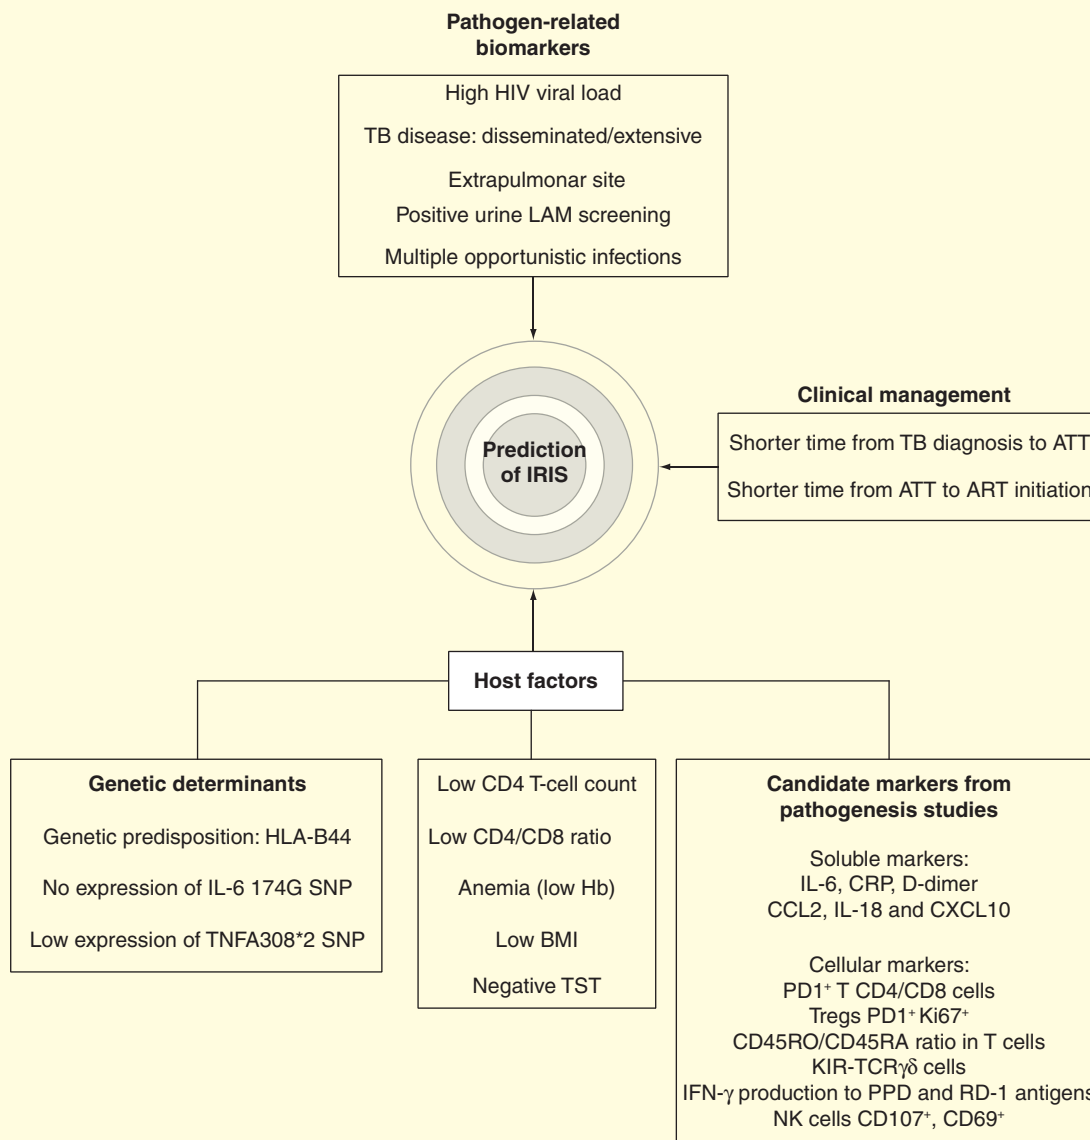 Pathogen-related
biomarkers
High HIV viral load
TB disease: disseminated/extensive
Extrapulmonar site
Positive urine LAM screening
Multiple opportunistic infections
Clinical management
Shorter time from TB diagnosis to ATT
Shorter time from ATT to ART initiation
Prediction
of IRIS
Host factors
Genetic determinants
Genetic predisposition: HLA-B44
No expression of IL-6 174G SNP
Low expression of TNFA308*2 SNP
Low CD4 T-cell count
Low CD4/CD8 ratio
Anemia (low Hb)
Low BMI
Negative TST
Candidate markers from
pathogenesis studies
Soluble markers:
IL-6, CRP, D-dimer
CCL2, IL-18 and CXCL10
Cellular markers:
PD1⁺ T CD4/CD8 cells
Tregs PD1⁺ Ki67⁺
CD45RO/CD45RA ratio in T cells
KIR-TCRγδ cells
IFN-γ production to PPD and RD-1 antigens
NK cells CD107⁺, CD69⁺